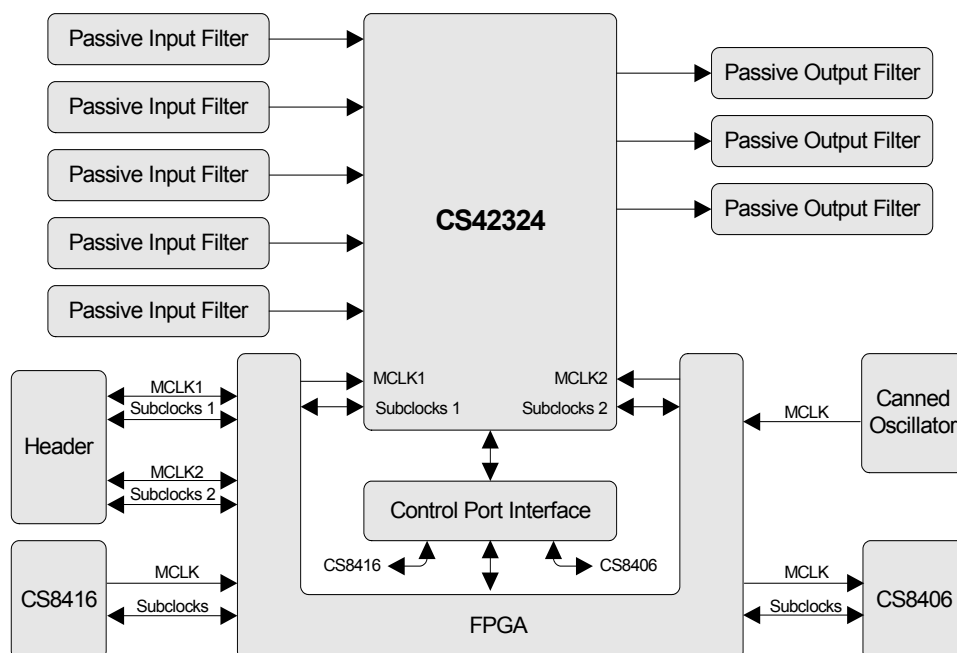 Passive Input Filter
Passive Input Filter
Passive Input Filter
Passive Input Filter
Passive Input Filter
CS42324
Passive Output Filter
Passive Output Filter
Passive Output Filter
MCLK1
Subclocks 1
MCLK2
Subclocks 2
Header
MCLK1
Subclocks 1
MCLK2
Subclocks 2
Canned
Oscillator
MCLK
Control Port Interface
CS8416
CS8406
CS8416
MCLK
Subclocks
FPGA
MCLK
Subclocks
CS8406